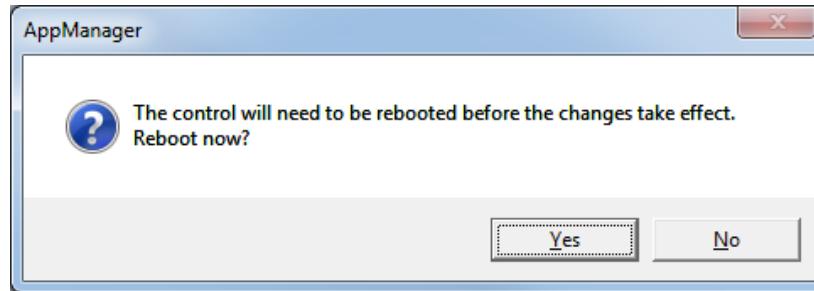 AppManager
The control will need to be rebooted before the changes take effect.
Reboot now?
Yes No